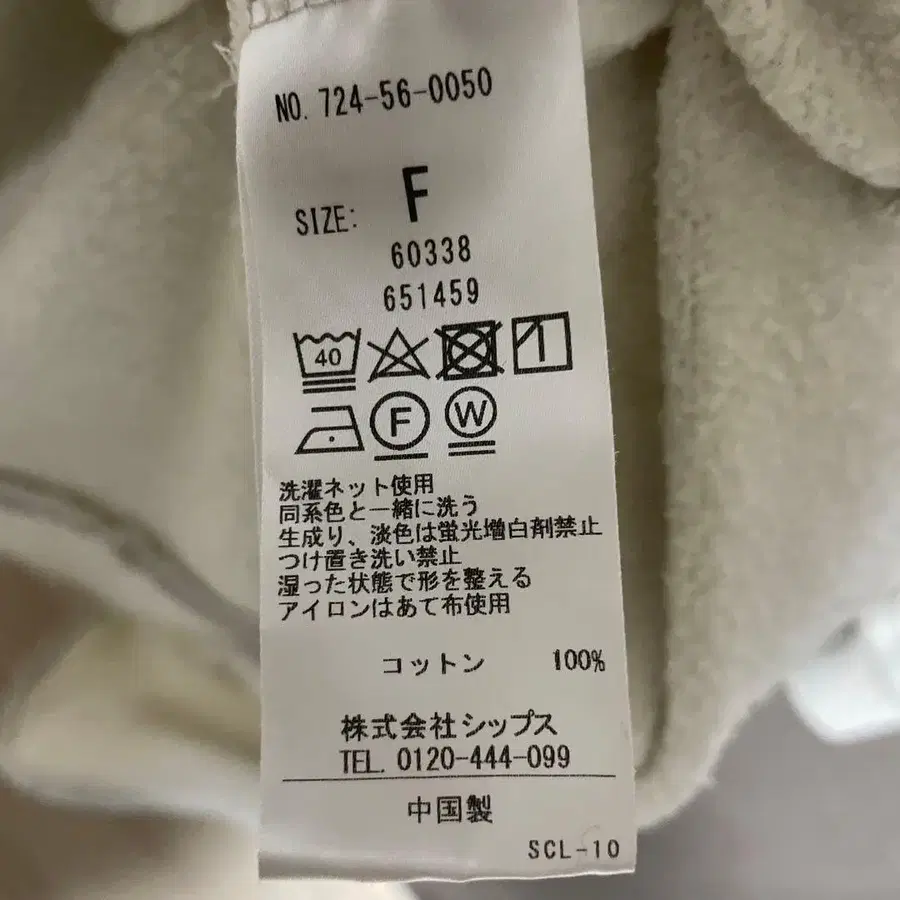 NO. 724-56-0050
SIZE: F
60338
651459
40
F W
洗濯ネット使用
同系色と一緒に洗う
生成り、淡色は蛍光増白剤禁止
つけ置き洗い禁止
湿った状態で形を整える
アイロンはあて布使用
コットン 100%
株式会社シップス
TEL. 0120-444-099
中国製
SCL-10